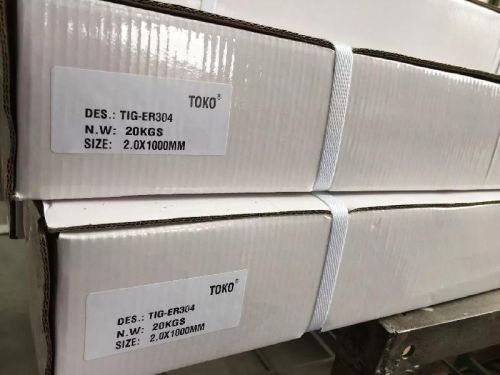 TOKO®
DES.: TIG-ER304
N.W: 20KGS
SIZE: 2.0X1000MM
TOKO®
DES.: TIG-ER304
N.W: 20KGS
SIZE: 2.0X1000MM